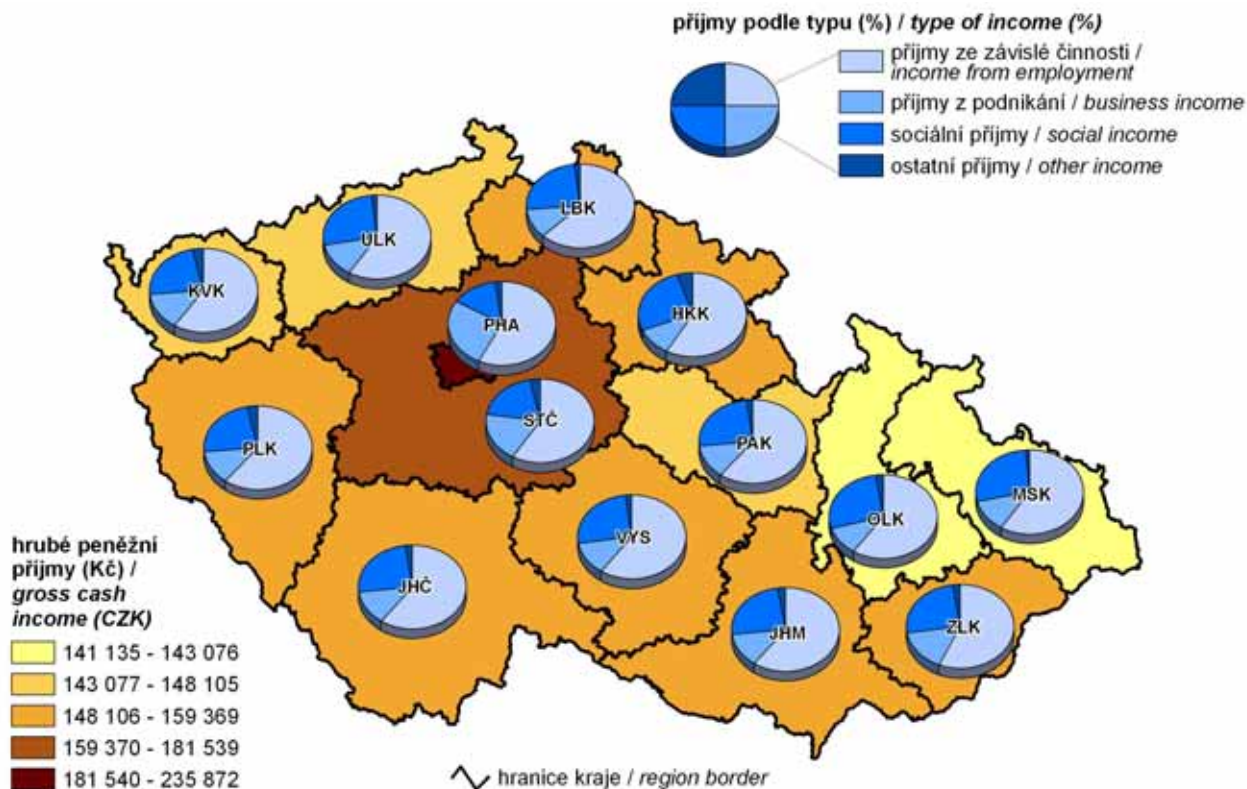 příjmy podle typu (%) / type of income (%)
příjmy ze závislé činnosti /
income from employment
příjmy z podnikání / business income
sociální příjmy / social income
ostatní příjmy / other income
LBK
ULK
KVK
PHA
HKK
STČ
PLK
PAK
MSK
OLK
VYS
JHČ
JHM
ZLK
hrubé peněžní
příjmy (Kč) /
gross cash
income (CZK)
141 135 - 143 076
143 077 - 148 105
148 106 - 159 369
159 370 - 181 539
181 540 - 235 872
hranice kraje / region border